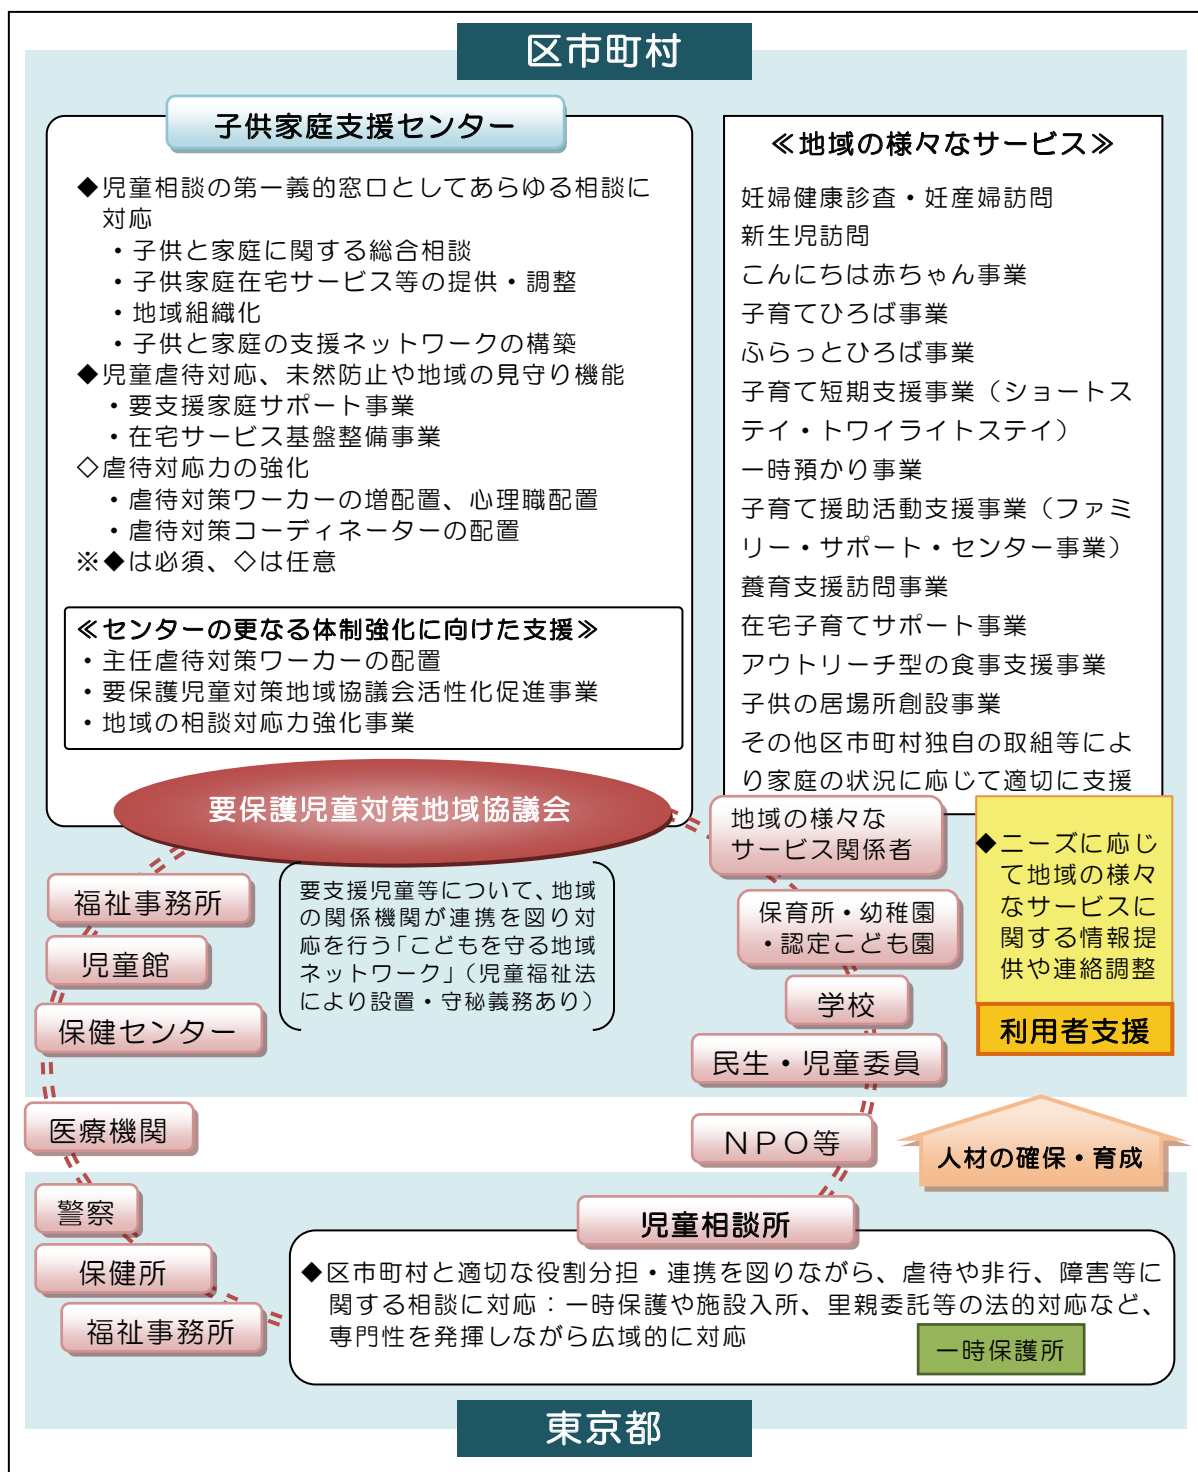 区市町村
子供家庭支援センター
◆児童相談の第一義的窓口としてあらゆる相談に
対応
・子供と家庭に関する総合相談
・子供家庭在宅サービス等の提供・調整
・地域組織化
・子供と家庭の支援ネットワークの構築
◆児童虐待対応、未然防止や地域の見守り機能
・要支援家庭サポート事業
・在宅サービス基盤整備事業
◇虐待対応力の強化
・虐待対策ワーカーの増配置、心理職配置
・虐待対策コーディネーターの配置
※◆は必須、◇は任意
≪センターの更なる体制強化に向けた支援≫
・主任虐待対策ワーカーの配置
・要保護児童対策地域協議会活性化促進事業
・地域の相談対応力強化事業
≪地域の様々なサービス≫
妊婦健康診査・妊産婦訪問
新生児訪問
こんにちは赤ちゃん事業
子育てひろば事業
ふらっとひろば事業
子育て短期支援事業（ショートス
テイ・トワイライトステイ）
一時預かり事業
子育て援助活動支援事業（ファミ
リー・サポート・センター事業）
養育支援訪問事業
在宅子育てサポート事業
アウトリーチ型の食事支援事業
子供の居場所創設事業
その他区市町村独自の取組等によ
り家庭の状況に応じて適切に支援
要保護児童対策地域協議会
要支援児童等について、地域
の関係機関が連携を図り対
応を行う「こどもを守る地域
ネットワーク」（児童福祉法
により設置・守秘義務あり）
福祉事務所
児童館
保健センター
医療機関
警察
保健所
福祉事務所
地域の様々な
サービス関係者
保育所・幼稚園
・認定こども園
学校
民生・児童委員
ＮＰＯ等
◆ニーズに応じ
て地域の様々
なサービスに
関する情報提
供や連絡調整
利用者支援
人材の確保・育成
児童相談所
◆区市町村と適切な役割分担・連携を図りながら、虐待や非行、障害等に
関する相談に対応：一時保護や施設入所、里親委託等の法的対応など、
専門性を発揮しながら広域的に対応
一時保護所
東京都